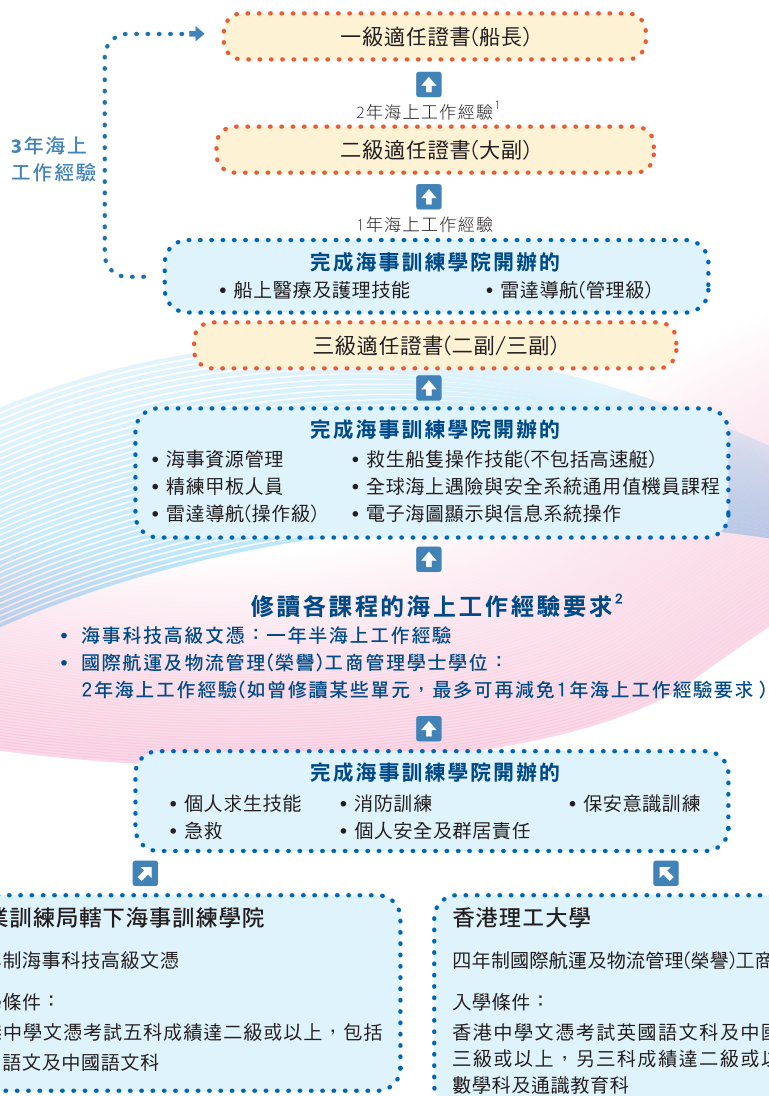 一級適任證書(船長)
2年海上工作經驗¹
3年海上
工作經驗
二級適任證書(大副)
1年海上工作經驗
完成海事訓練學院開辦的
• 船上醫療及護理技能 • 雷達導航(管理級)
三級適任證書(二副/三副)
完成海事訓練學院開辦的
• 海事資源管理 • 救生船隻操作技能(不包括高速艇)
• 精練甲板人員 • 全球海上遇險與安全系統通用值機員課程
• 雷達導航(操作級) • 電子海圖顯示與信息系統操作
修讀各課程的海上工作經驗要求²
• 海事科技高級文憑：一年半海上工作經驗
• 國際航運及物流管理(榮譽)工商管理學士學位：
2年海上工作經驗(如曾修讀某些單元，最多可再減免1年海上工作經驗要求)
完成海事訓練學院開辦的
• 個人求生技能 • 消防訓練 • 保安意識訓練
• 急救 • 個人安全及群居責任
業訓練局轄下海事訓練學院
制海事科技高級文憑
條件：
中學文憑考試五科成績達二級或以上，包括
語文及中國語文科
香港理工大學
四年制國際航運及物流管理(榮譽)工商
入學條件：
香港中學文憑考試英國語文科及中國
三級或以上，另三科成績達二級或以
數學科及通識教育科